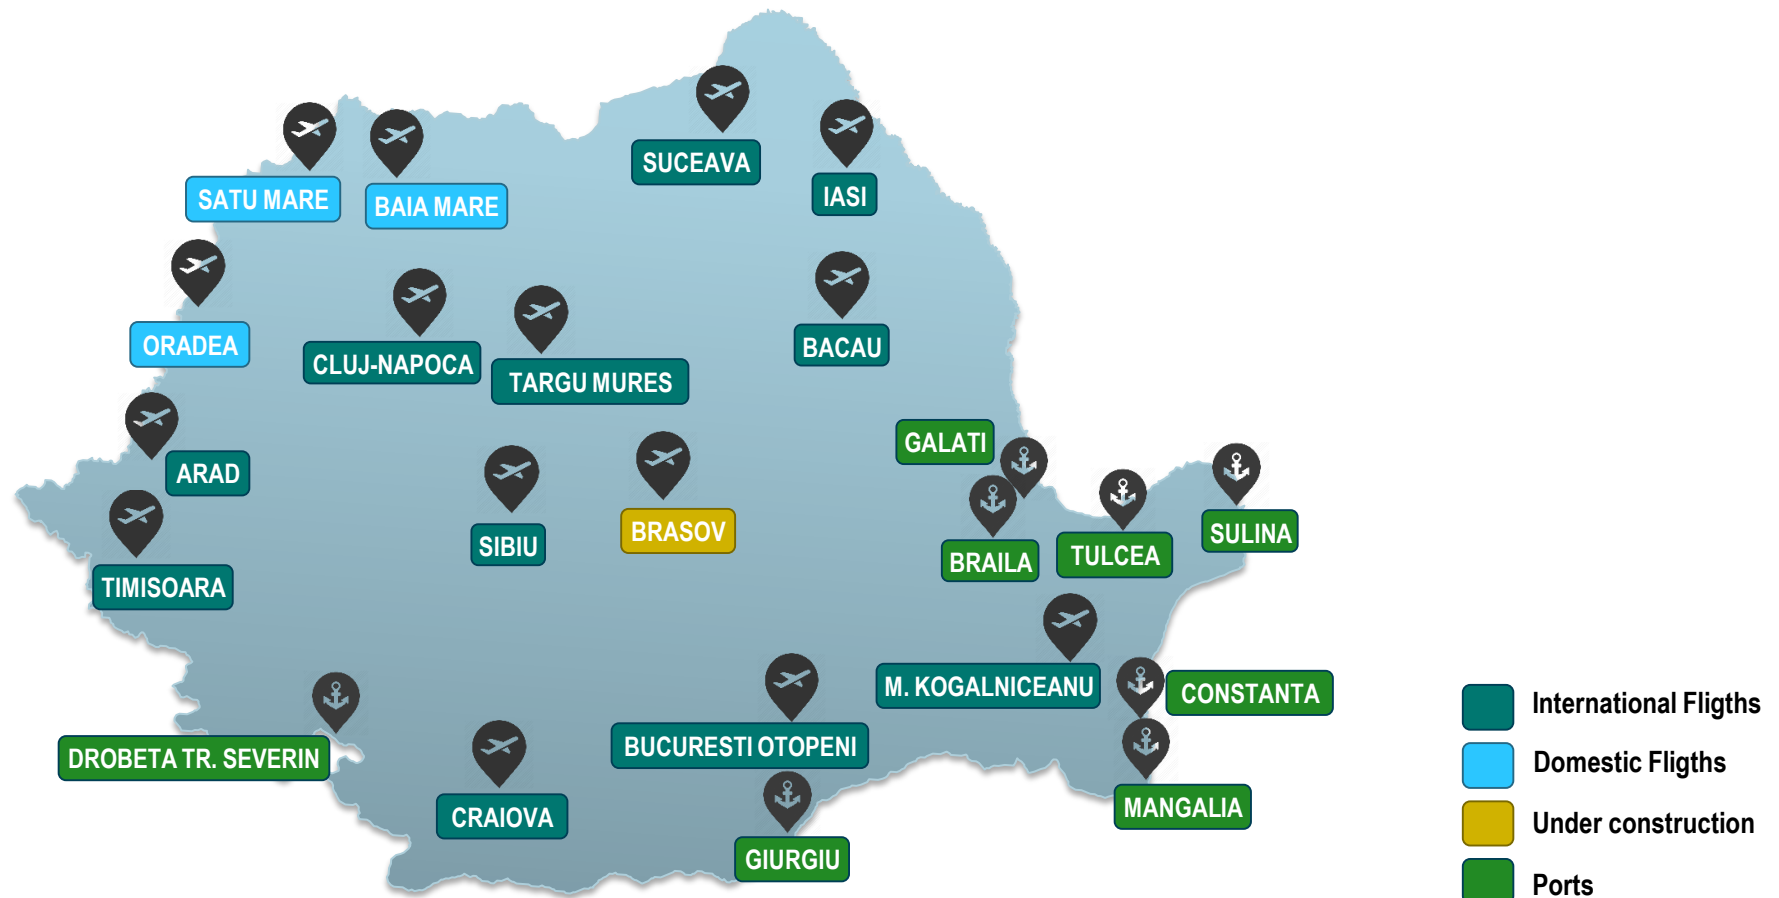 SUCEAVA
IASI
SATU MARE
BAIA MARE
ORADEA
CLUJ-NAPOCA
TARGU MURES
BACAU
GALATI
ARAD
SIBIU
BRASOV
BRAILA
TULCEA
SULINA
TIMISOARA
M. KOGALNICEANU
CONSTANTA
DROBETA TR. SEVERIN
BUCURESTI OTOPENI
CRAIOVA
MANGALIA
GIURGIU
International Fligths
Domestic Fligths
Under construction
Ports